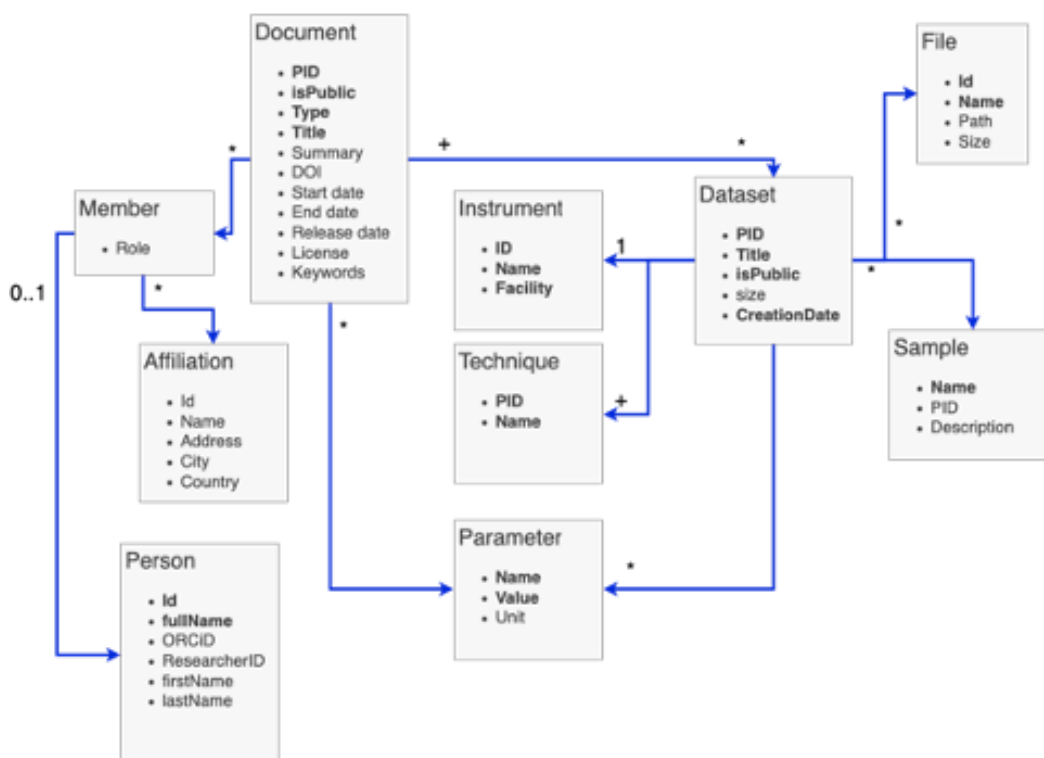 Document
• PID
• isPublic
• Type
• Title
• Summary
• DOI
• Start date
• End date
• Release date
• License
• Keywords
File
• Id
• Name
• Path
• Size
*
+
*
Member
• Role
Instrument
• ID
• Name
• Facility
1
Dataset
• PID
• Title
• isPublic
• size
• CreationDate
*
*
0..1
*
*
Affiliation
• Id
• Name
• Address
• City
• Country
Technique
• PID
• Name
+
Sample
• Name
• PID
• Description
Person
• Id
• fullName
• ORCiD
• ResearcherID
• firstName
• lastName
Parameter
• Name
• Value
• Unit
*